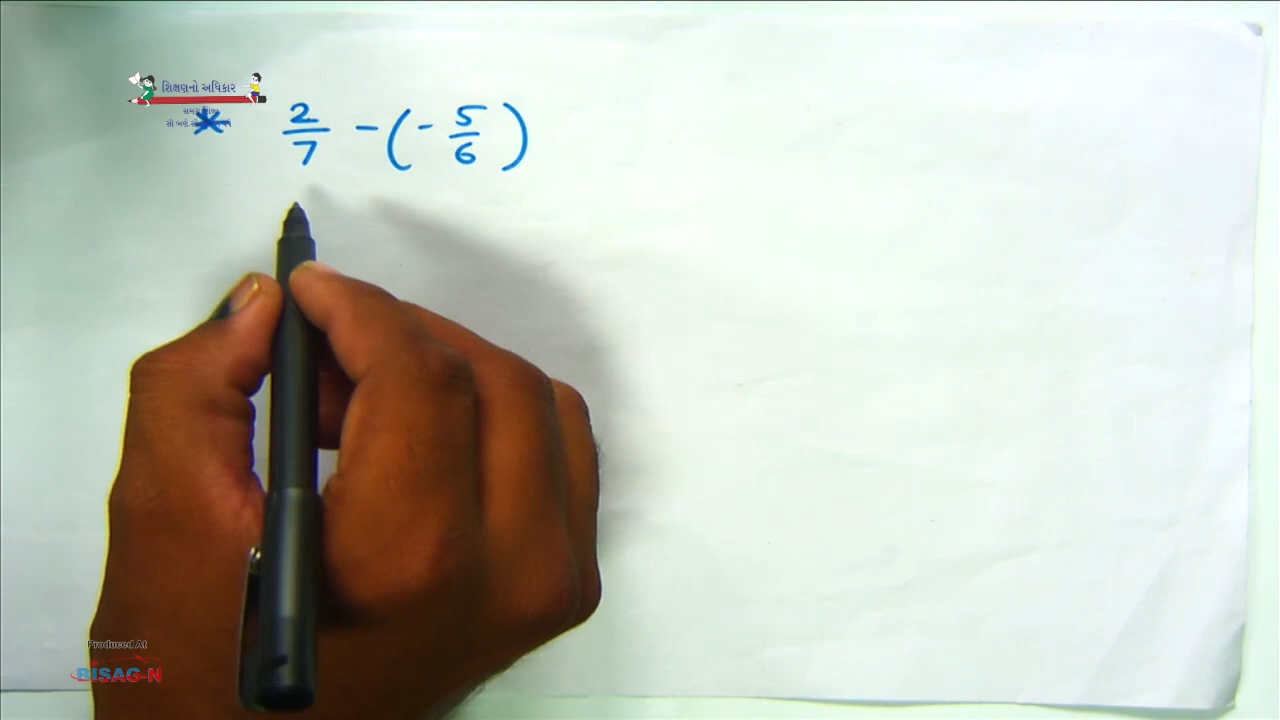 શિક્ષણનો અધિકાર
* 2/7 - (- 5/6)
Produced At
BISAG-N